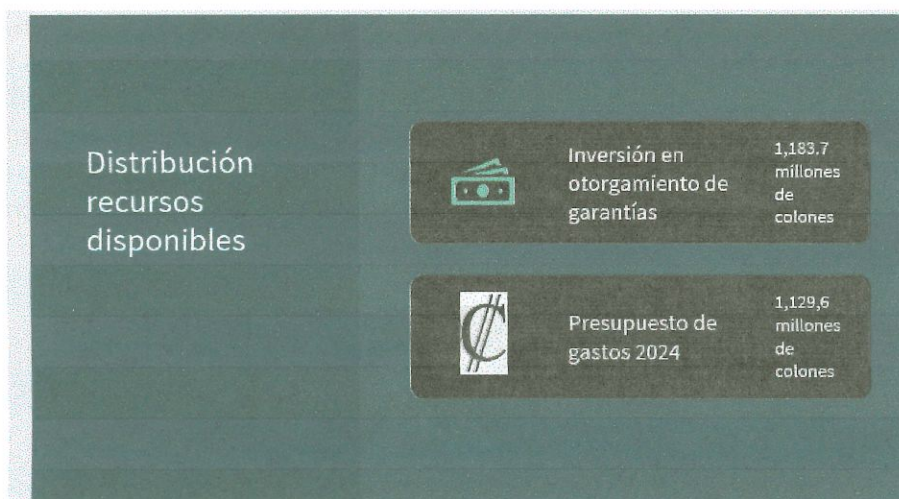 Distribución
recursos
disponibles
Inversión en
otorgamiento de
garantías
1,183.7
millones
de
colones
Presupuesto de
gastos 2024
1,129,6
millones
de
colones